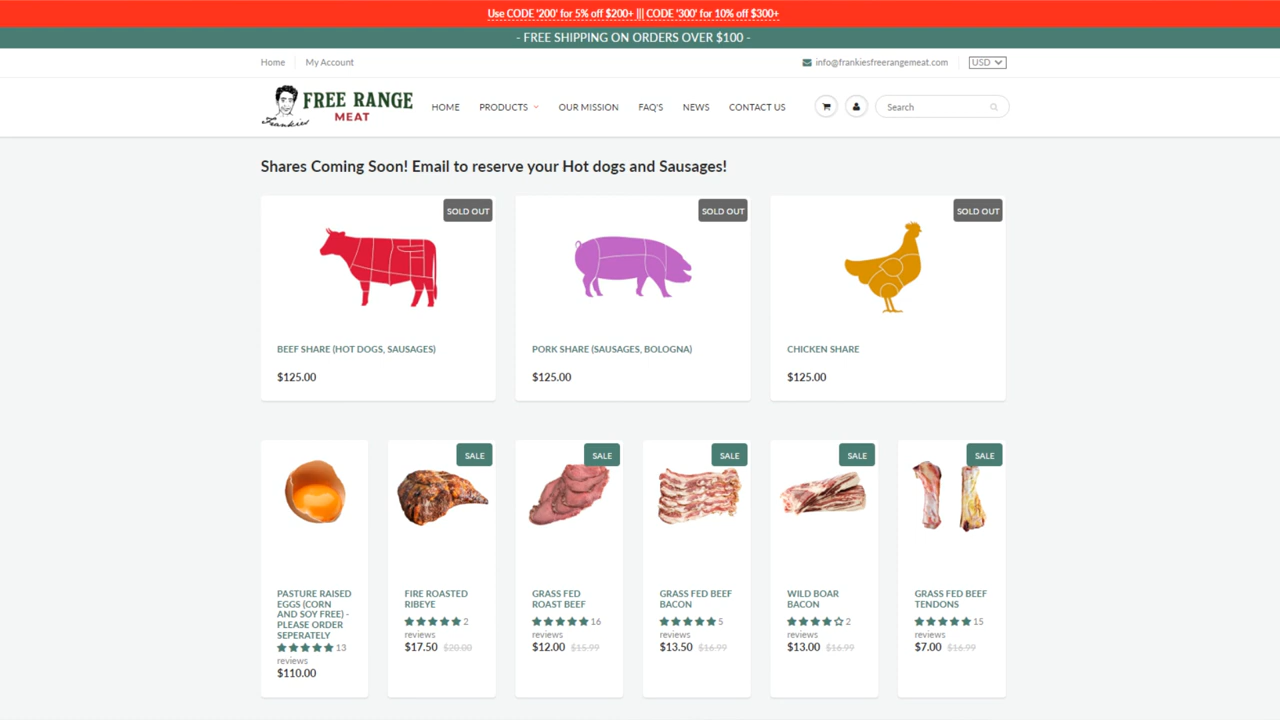 Use CODE '200' for 5% off $200+ ||| CODE '300' for 10% off $300+
- FREE SHIPPING ON ORDERS OVER $100 -
Home My Account info@frankiesfreerangemeat.com USD
Frankies FREE RANGE MEAT
HOME PRODUCTS OUR MISSION FAQ'S NEWS CONTACT US Search
Shares Coming Soon! Email to reserve your Hot dogs and Sausages!
SOLD OUT
BEEF SHARE (HOT DOGS, SAUSAGES)
$125.00
SOLD OUT
PORK SHARE (SAUSAGES, BOLOGNA)
$125.00
SOLD OUT
CHICKEN SHARE
$125.00
PASTURE RAISED
EGGS (CORN
AND SOY FREE) -
PLEASE ORDER
SEPERATELY
13
reviews
$110.00
SALE
FIRE ROASTED
RIBEYE
2
reviews
$17.50 $20.00
SALE
GRASS FED
ROAST BEEF
16
reviews
$12.00 $15.99
SALE
GRASS FED BEEF
BACON
5
reviews
$13.50 $16.99
SALE
WILD BOAR
BACON
2
reviews
$13.00 $16.99
SALE
GRASS FED BEEF
TENDONS
15
reviews
$7.00 $16.99